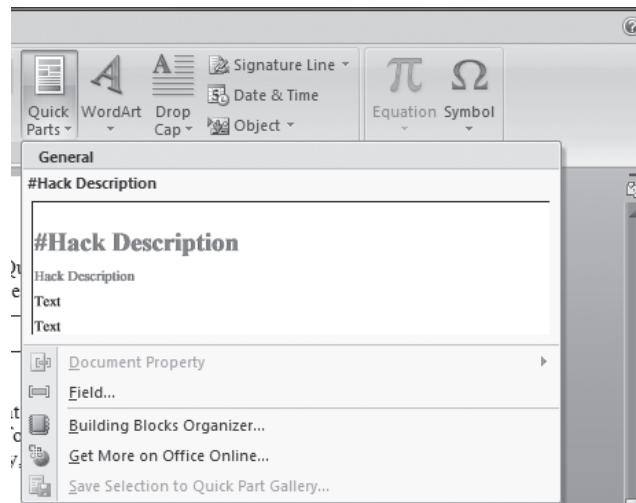 Signature Line
Date & Time
Object
Quick Parts
WordArt
Drop Cap
Equation
Symbol
General
#Hack Description
#Hack Description
Hack Description
Text
Text
Document Property
Field...
Building Blocks Organizer...
Get More on Office Online...
Save Selection to Quick Part Gallery...